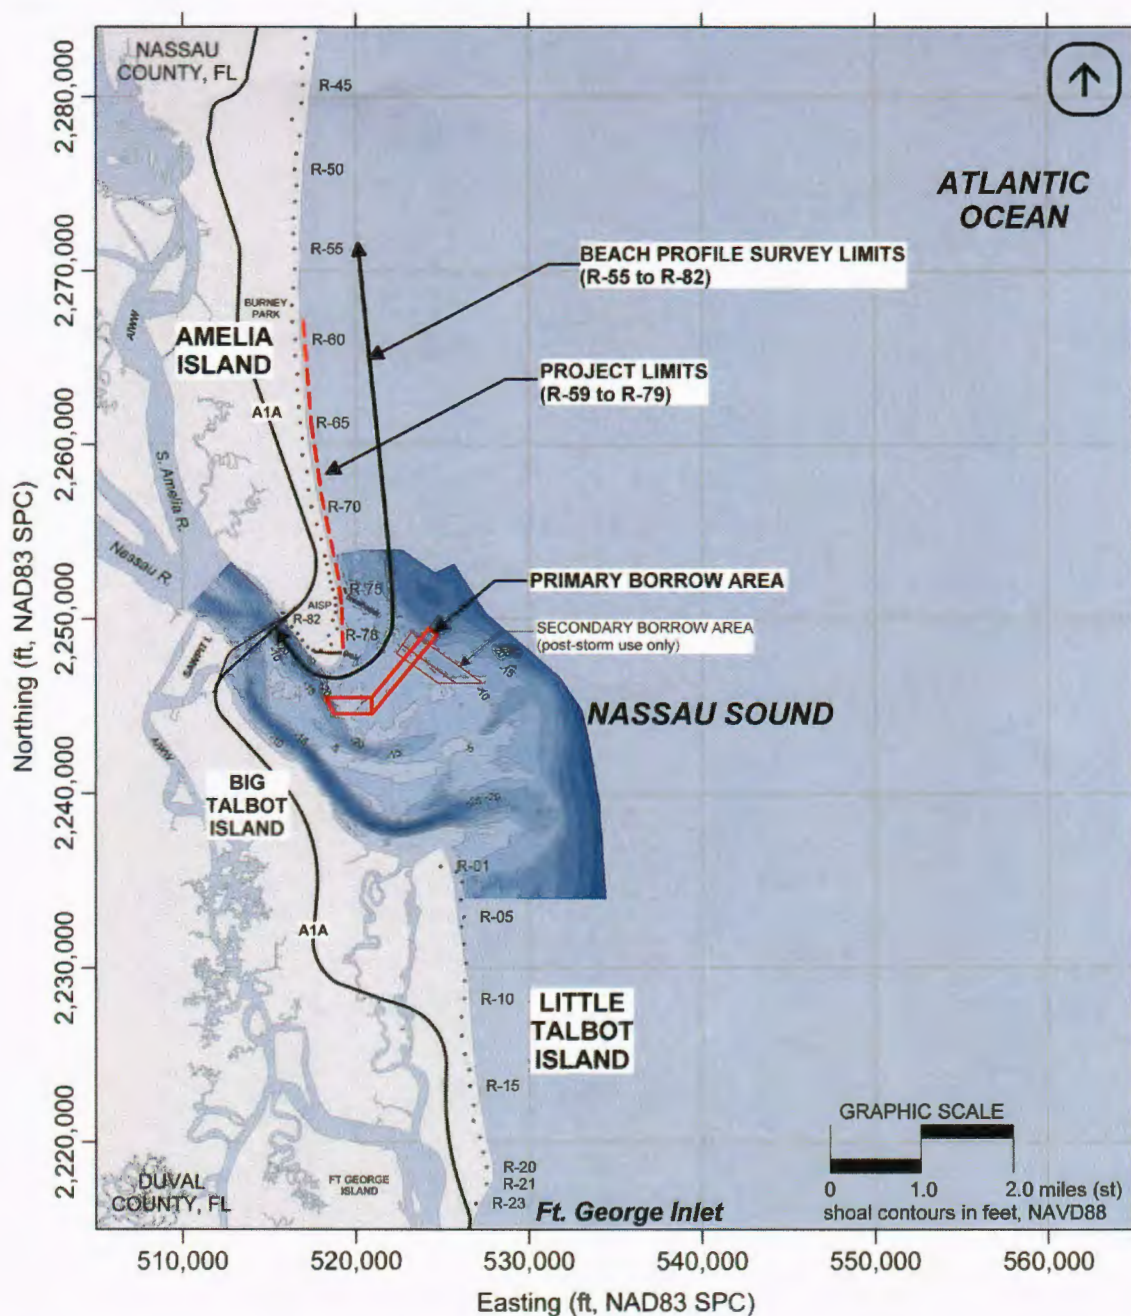 NASSAU
COUNTY, FL
R-45
R-50
ATLANTIC
OCEAN
R-55
BEACH PROFILE SURVEY LIMITS
(R-55 to R-82)
BURNEY
PARK
AIWW
AMELIA
ISLAND
R-60
PROJECT LIMITS
(R-59 to R-79)
A1A
R-65
S. Amelia R.
R-70
Nassau R.
R-75
PRIMARY BORROW AREA
AISP
R-82
R-78
SECONDARY BORROW AREA
(post-storm use only)
NASSAU SOUND
AIWW
BIG
TALBOT
ISLAND
R-01
R-05
A1A
R-10
LITTLE
TALBOT
ISLAND
R-15
GRAPHIC SCALE
0 1.0 2.0 miles (st)
shoal contours in feet, NAVD88
R-20
R-21
R-23
DUVAL
COUNTY, FL
FT GEORGE
ISLAND
Ft. George Inlet
2,280,000
2,270,000
2,260,000
2,250,000
2,240,000
2,230,000
2,220,000
Northing (ft, NAD83 SPC)
510,000 520,000 530,000 540,000 550,000 560,000
Easting (ft, NAD83 SPC)